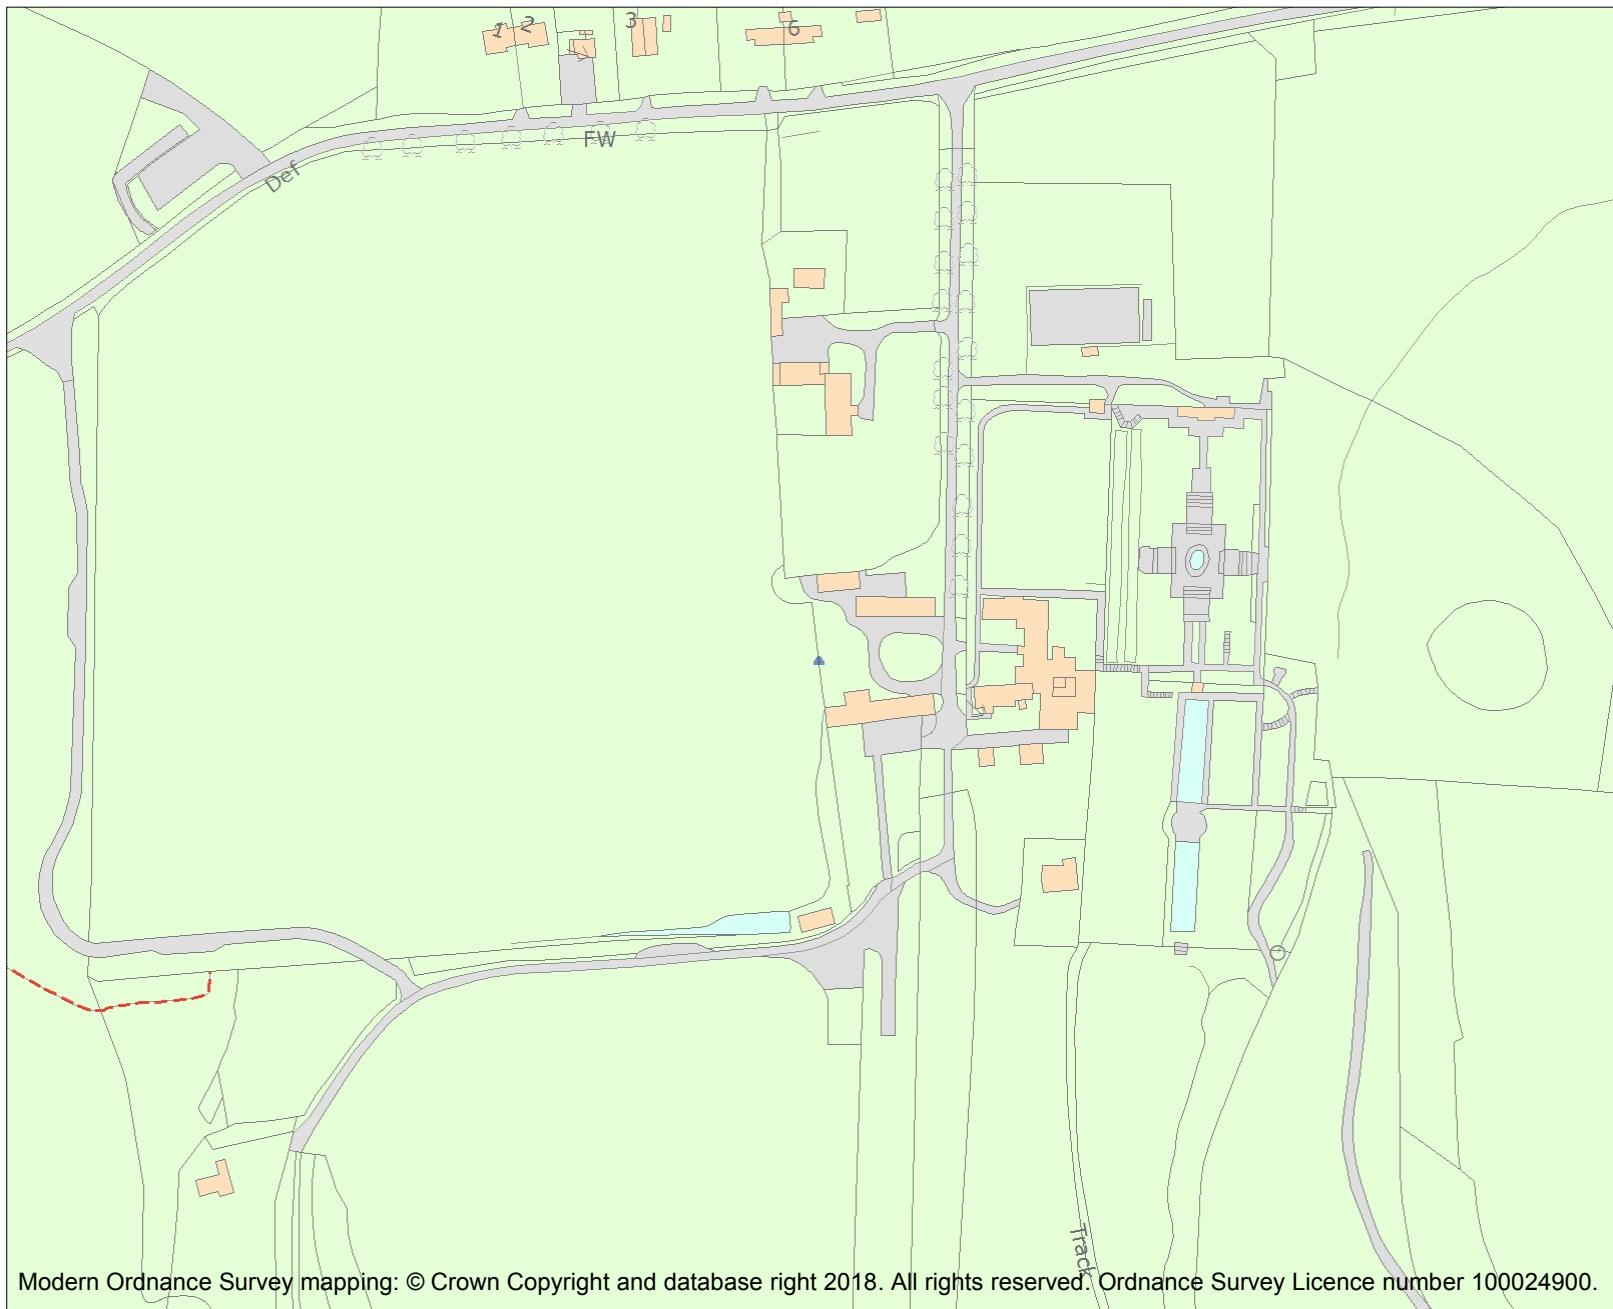 1
2
3
6
FW
Def
Track
Modern Ordnance Survey mapping: © Crown Copyright and database right 2018. All rights reserved. Ordnance Survey Licence number 100024900.